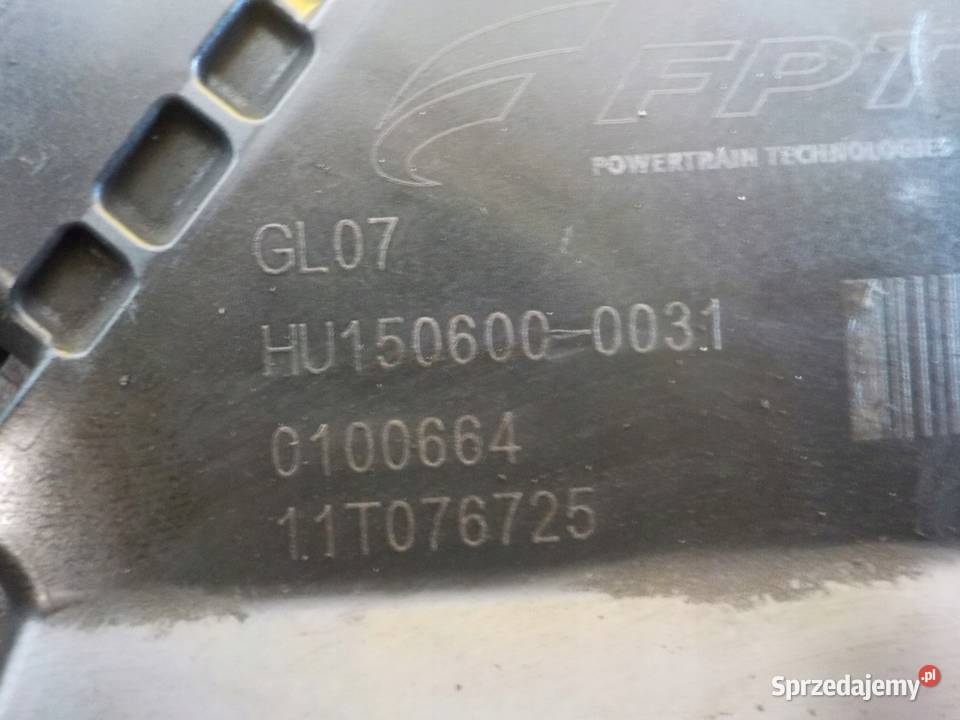 FPT
POWERTRAIN TECHNOLOGIES
GL07
HU150600-0031
0100664
11T076725
Sprzedajemy.pl